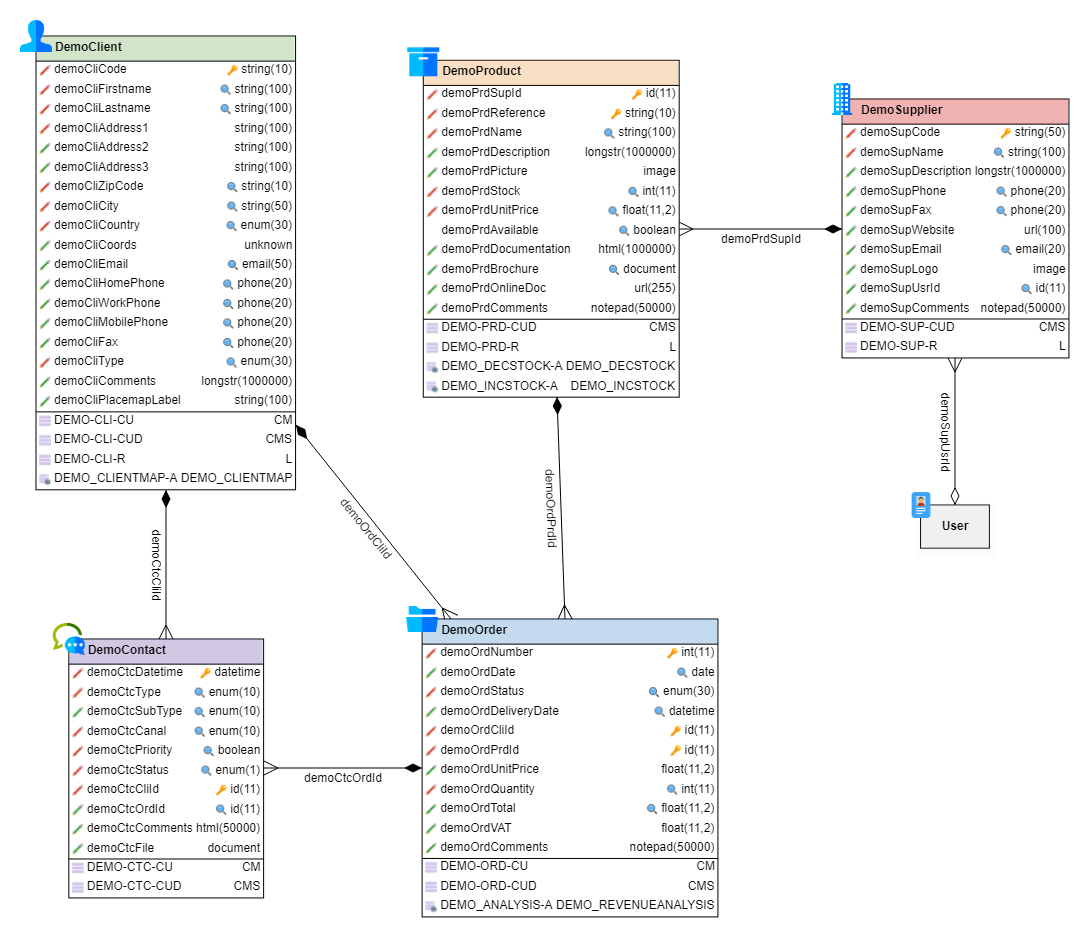 DemoClient
demoCliCode string(10)
demoCliFirstname string(100)
demoCliLastname string(100)
demoCliAddress1 string(100)
demoCliAddress2 string(100)
demoCliAddress3 string(100)
demoCliZipCode string(10)
demoCliCity string(50)
demoCliCountry enum(30)
demoCliCoords unknown
demoCliEmail email(50)
demoCliHomePhone phone(20)
demoCliWorkPhone phone(20)
demoCliMobilePhone phone(20)
demoCliFax phone(20)
demoCliType enum(30)
demoCliComments longstr(1000000)
demoCliPlacemapLabel string(100)
DEMO-CLI-CU CM
DEMO-CLI-CUD CMS
DEMO-CLI-R L
DEMO_CLIENTMAP-A DEMO_CLIENTMAP
DemoProduct
demoPrdSupId id(11)
demoPrdReference string(10)
demoPrdName string(100)
demoPrdDescription longstr(1000000)
demoPrdPicture image
demoPrdStock int(11)
demoPrdUnitPrice float(11,2)
demoPrdAvailable boolean
demoPrdDocumentation html(1000000)
demoPrdBrochure document
demoPrdOnlineDoc url(255)
demoPrdComments notepad(50000)
DEMO-PRD-CUD CMS
DEMO-PRD-R L
DEMO_DECSTOCK-A DEMO_DECSTOCK
DEMO_INCSTOCK-A DEMO_INCSTOCK
demoPrdSupId
DemoSupplier
demoSupCode string(50)
demoSupName string(100)
demoSupDescription longstr(1000000)
demoSupPhone phone(20)
demoSupFax phone(20)
demoSupWebsite url(100)
demoSupEmail email(20)
demoSupLogo image
demoSupUsrId id(11)
demoSupComments notepad(50000)
DEMO-SUP-CUD CMS
DEMO-SUP-R L
demoSupUsrId
User
demoCtcCliId
demoOrdCliId
demoOrdPrdId
DemoContact
demoCtcDatetime datetime
demoCtcType enum(10)
demoCtcSubType enum(10)
demoCtcCanal enum(10)
demoCtcPriority boolean
demoCtcStatus enum(1)
demoCtcCliId id(11)
demoCtcOrdId id(11)
demoCtcComments html(50000)
demoCtcFile document
DEMO-CTC-CU CM
DEMO-CTC-CUD CMS
demoCtcOrdId
DemoOrder
demoOrdNumber int(11)
demoOrdDate date
demoOrdStatus enum(30)
demoOrdDeliveryDate datetime
demoOrdCliId id(11)
demoOrdPrdId id(11)
demoOrdUnitPrice float(11,2)
demoOrdQuantity int(11)
demoOrdTotal float(11,2)
demoOrdVAT float(11,2)
demoOrdComments notepad(50000)
DEMO-ORD-CU CM
DEMO-ORD-CUD CMS
DEMO_ANALYSIS-A DEMO_REVENUEANALYSIS